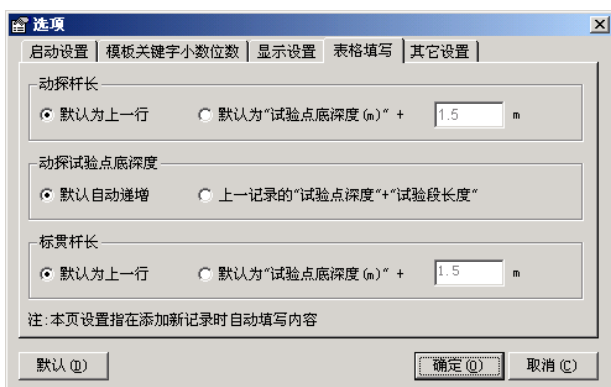 选项
启动设置 模板关键字小数位数 显示设置 表格填写 其它设置
动探杆长
默认为上一行 默认为"试验点底深度(m)" + 1.5 m
动探试验点底深度
默认自动递增 上一记录的"试验点深度"+"试验段长度"
标贯杆长
默认为上一行 默认为"试验点底深度(m)" + 1.5 m
注:本页设置指在添加新记录时自动填写内容
默认(D) 确定(O) 取消(C)